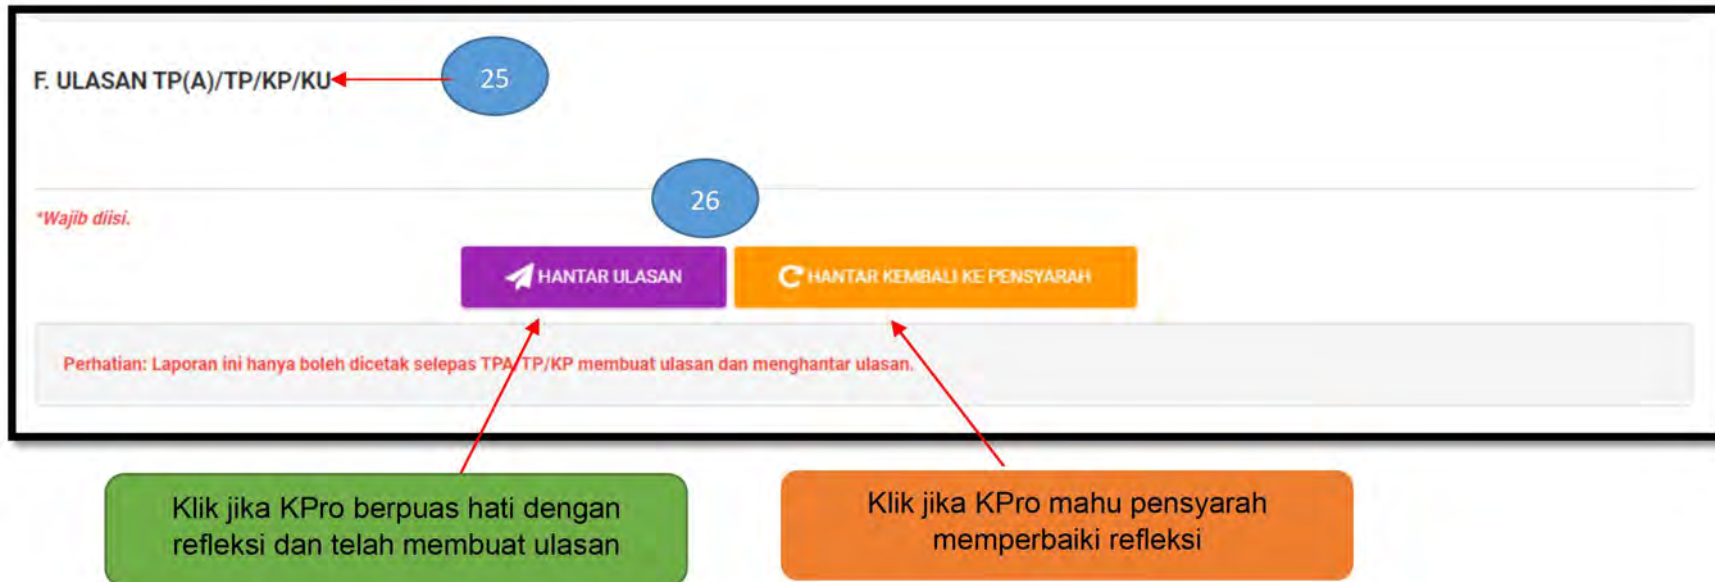 F. ULASAN TP(A)/TP/KP/KU
25
26
*Wajib diisi.
HANTAR ULASAN
HANTAR KEMBALI KE PENSYARAH
Perhatian: Laporan ini hanya boleh dicetak selepas TPA/TP/KP membuat ulasan dan menghantar ulasan.
Klik jika KPro berpuas hati dengan
refleksi dan telah membuat ulasan
Klik jika KPro mahu pensyarah
memperbaiki refleksi